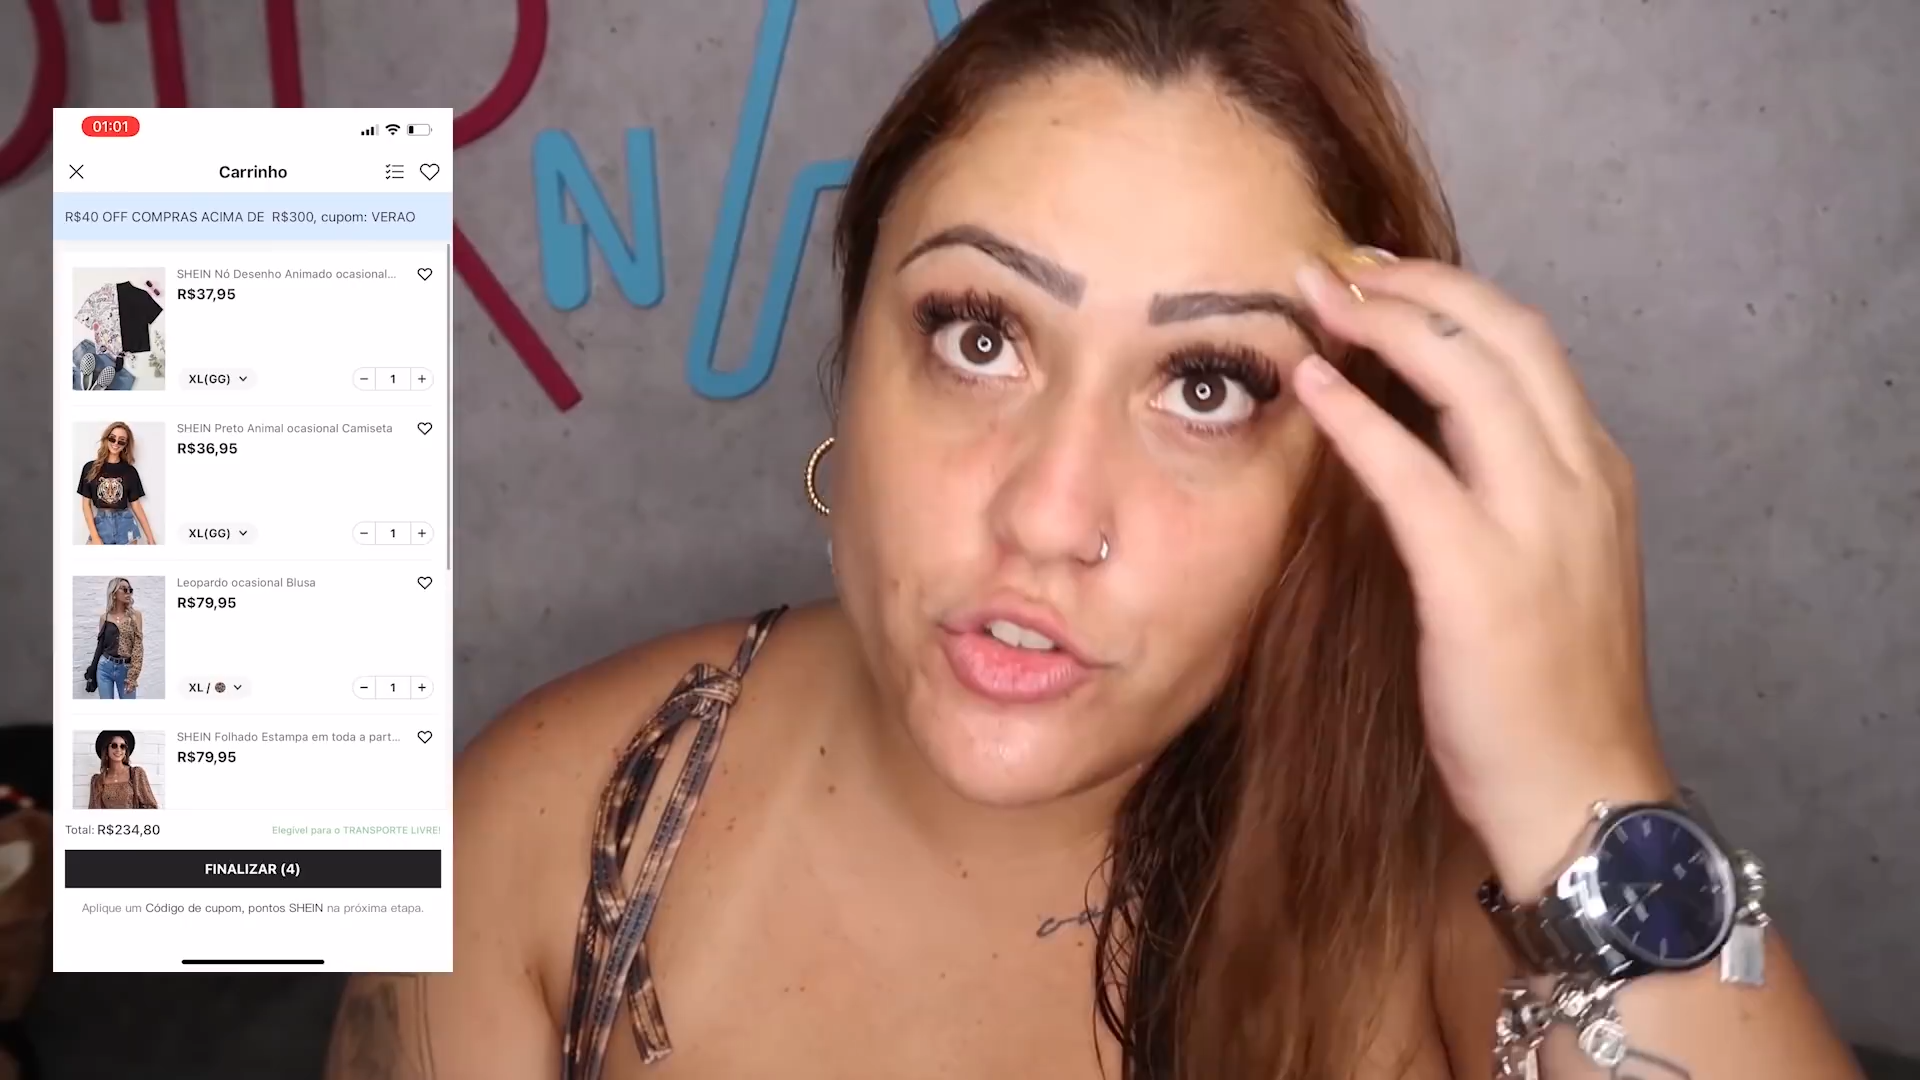 01:01
Carrinho
R$40 OFF COMPRAS ACIMA DE R$300, cupom: VERAO
SHEIN Nó Desenho Animado ocasional...
R$37,95
XL(GG)
1
SHEIN Preto Animal ocasional Camiseta
R$36,95
XL(GG)
1
Leopardo ocasional Blusa
R$79,95
XL /
1
SHEIN Folhado Estampa em toda a part...
R$79,95
Total: R$234,80
Elegível para o TRANSPORTE LIVRE!
FINALIZAR (4)
Aplique um Código de cupom, pontos SHEIN na próxima etapa.